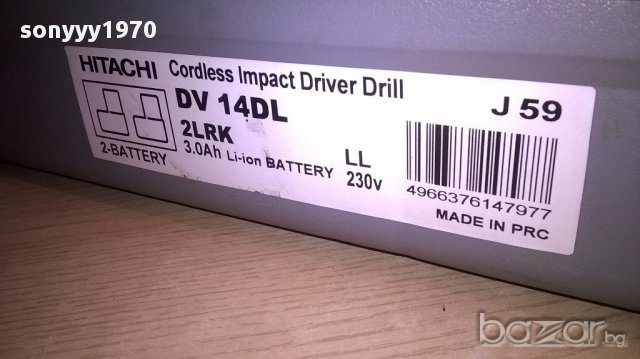 sonyyy1970
HITACHI Cordless Impact Driver Drill
DV 14DL
2LRK
3.0Ah Li-ion BATTERY
2-BATTERY
LL
230v
J 59
4966376147977
MADE IN PRC
bazar.bg